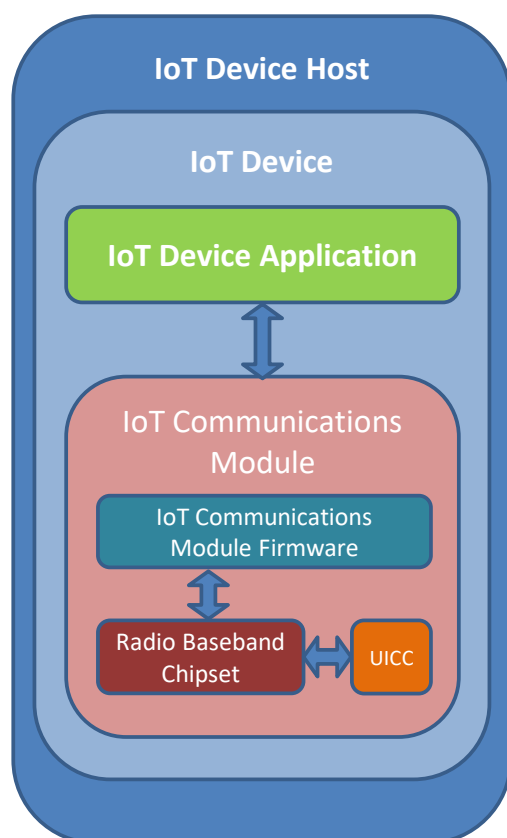 IoT Device Host
IoT Device
IoT Device Application
IoT Communications
Module
IoT Communications
Module Firmware
Radio Baseband
Chipset
UICC